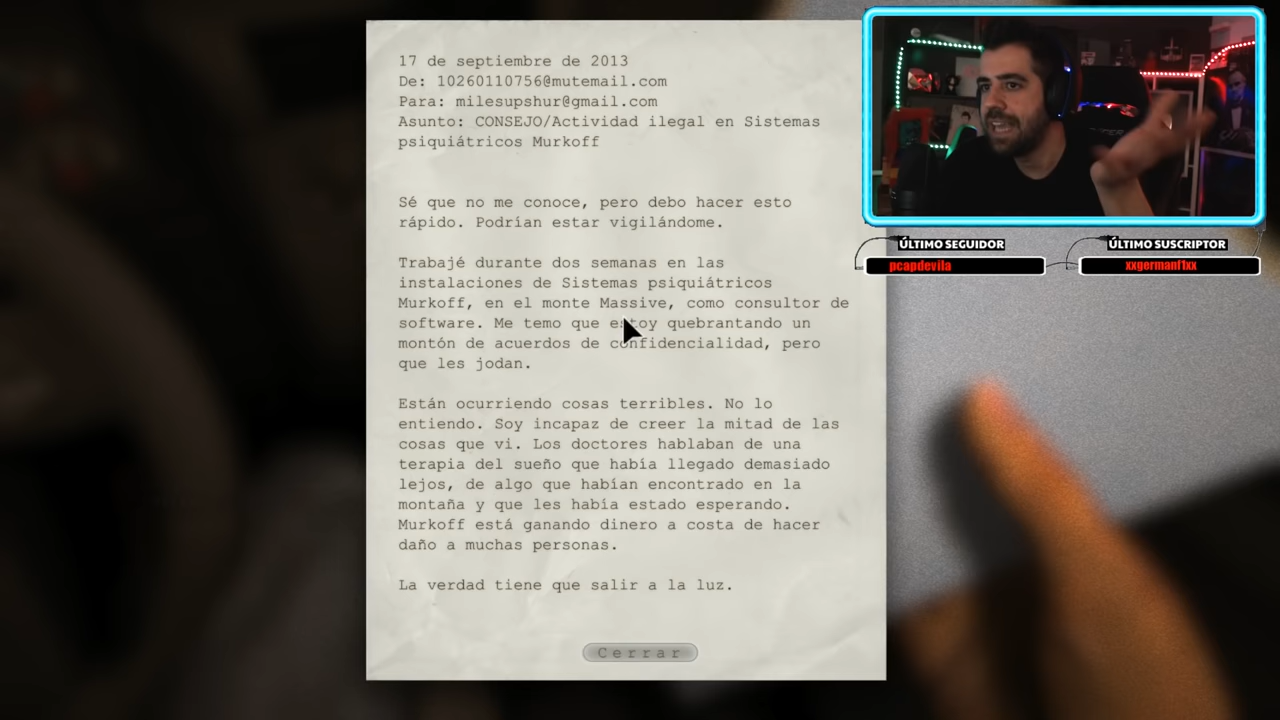 17 de septiembre de 2013
De: 10260110756@mutemail.com
Para: milesupshur@gmail.com
Asunto: CONSEJO/Actividad ilegal en Sistemas
psiquiátricos Murkoff
Sé que no me conoce, pero debo hacer esto
rápido. Podrían estar vigilándome.
Trabajé durante dos semanas en las
instalaciones de Sistemas psiquiátricos
Murkoff, en el monte Massive, como consultor de
software. Me temo que estoy quebrantando un
montón de acuerdos de confidencialidad, pero
que les jodan.
Están ocurriendo cosas terribles. No lo
entiendo. Soy incapaz de creer la mitad de las
cosas que vi. Los doctores hablaban de una
terapia del sueño que había llegado demasiado
lejos, de algo que habían encontrado en la
montaña y que les había estado esperando.
Murkoff está ganando dinero a costa de hacer
daño a muchas personas.
La verdad tiene que salir a la luz.
Cerrar
ÚLTIMO SEGUIDOR
pcapdevila
ÚLTIMO SUSCRIPTOR
xxgermanf1xx